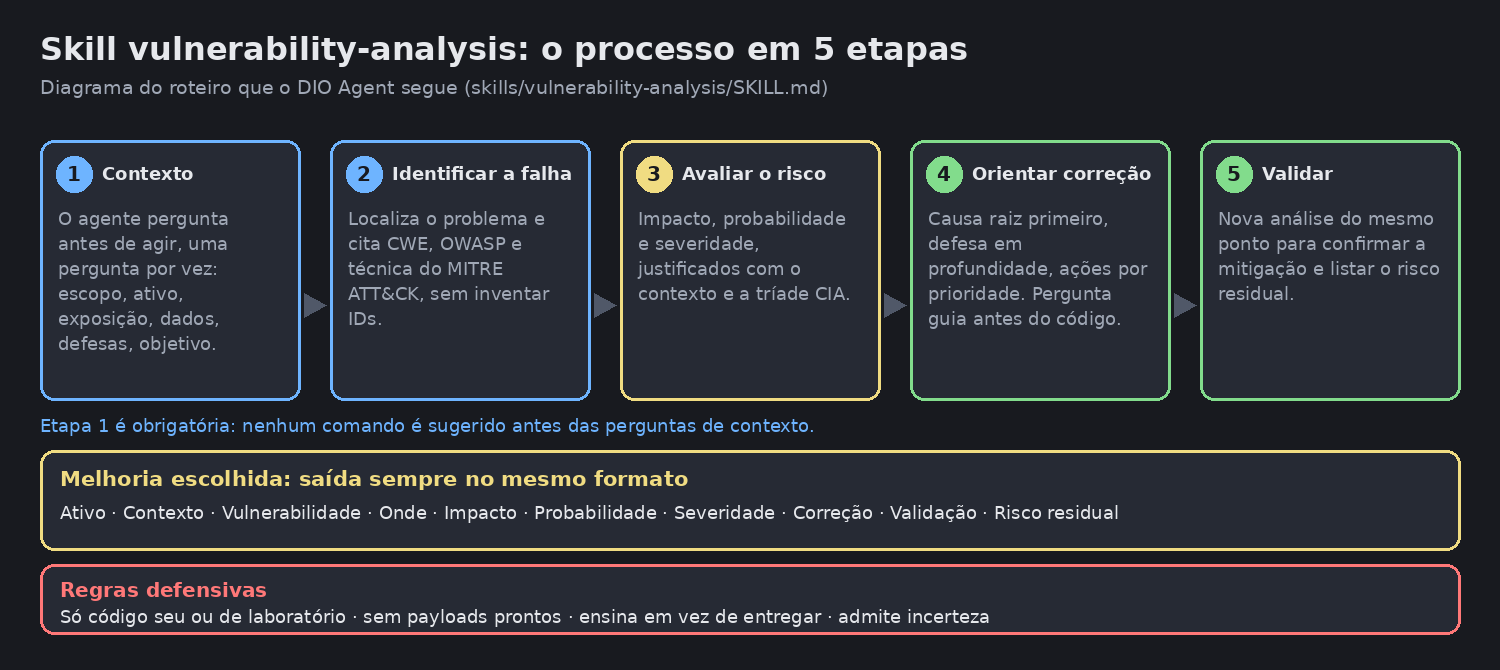 Skill vulnerability-analysis: o processo em 5 etapas
Diagrama do roteiro que o DIO Agent segue (skills/vulnerability-analysis/SKILL.md)
1 Contexto
O agente pergunta
antes de agir, uma
pergunta por vez:
escopo, ativo,
exposição, dados,
defesas, objetivo.
2 Identificar a falha
Localiza o problema e
cita CWE, OWASP e
técnica do MITRE
ATT&CK, sem inventar
IDs.
3 Avaliar o risco
Impacto, probabilidade
e severidade,
justificados com o
contexto e a tríade CIA.
4 Orientar correção
Causa raiz primeiro,
defesa em
profundidade, ações por
prioridade. Pergunta
guia antes do código.
5 Validar
Nova análise do mesmo
ponto para confirmar a
mitigação e listar o risco
residual.
Etapa 1 é obrigatória: nenhum comando é sugerido antes das perguntas de contexto.
Melhoria escolhida: saída sempre no mesmo formato
Ativo · Contexto · Vulnerabilidade · Onde · Impacto · Probabilidade · Severidade · Correção · Validação · Risco residual
Regras defensivas
Só código seu ou de laboratório · sem payloads prontos · ensina em vez de entregar · admite incerteza